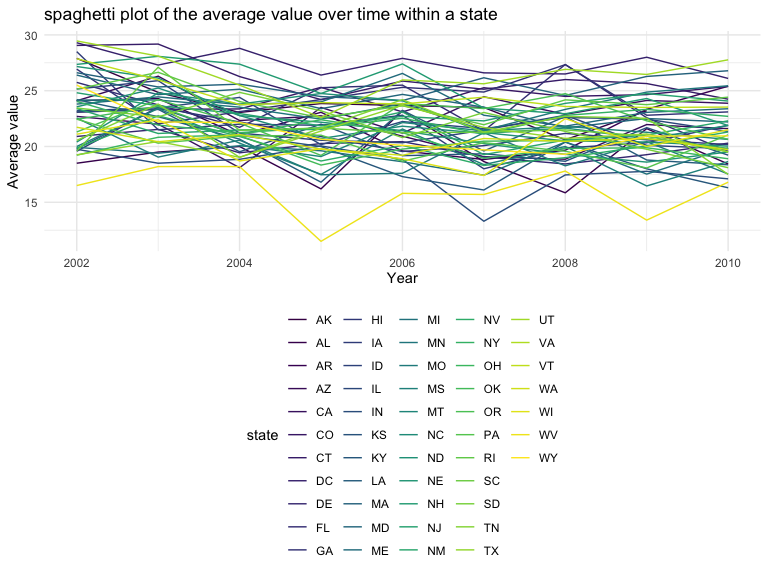 spaghetti plot of the average value over time within a state
30
25
20
15
Average value
2002 2004 2006 2008 2010
Year
state
AK HI MI NV UT
AL IA MN NY VA
AR ID MO OH VT
AZ IL MS OK WA
CA IN MT OR WI
CO KS NC PA WV
CT KY ND RI WY
DC LA NE SC
DE MA NH SD
FL MD NJ TN
GA ME NM TX